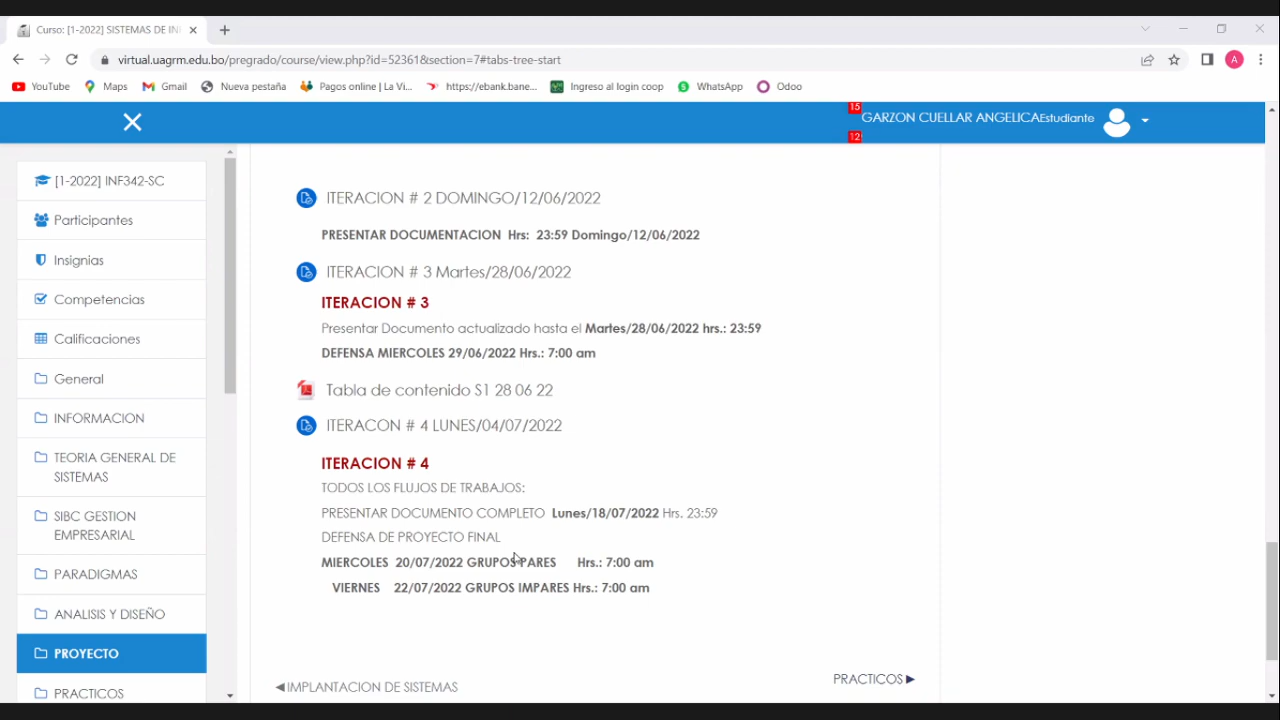 Curso: [1-2022] SISTEMAS DE IN
virtual.uagrm.edu.bo/pregrado/course/view.php?id=52361&section=7#tabs-tree-start
A
YouTube
Maps
Gmail
Nueva pestaña
Pagos online | La Vi...
https://ebank.bane...
Ingreso al login coop
WhatsApp
Odoo
15
GARZON CUELLAR ANGELICAEstudiante
12
[1-2022] INF342-SC
Participantes
Insignias
Competencias
Calificaciones
General
INFORMACION
TEORIA GENERAL DE
SISTEMAS
SIBC GESTION
EMPRESARIAL
PARADIGMAS
ANALISIS Y DISEÑO
PROYECTO
PRACTICOS
ITERACION # 2 DOMINGO/12/06/2022
PRESENTAR DOCUMENTACION Hrs: 23:59 Domingo/12/06/2022
ITERACION # 3 Martes/28/06/2022
ITERACION # 3
Presentar Documento actualizado hasta el Martes/28/06/2022 hrs.: 23:59
DEFENSA MIERCOLES 29/06/2022 Hrs.: 7:00 am
Tabla de contenido S1 28 06 22
ITERACON # 4 LUNES/04/07/2022
ITERACION # 4
TODOS LOS FLUJOS DE TRABAJOS:
PRESENTAR DOCUMENTO COMPLETO Lunes/18/07/2022 Hrs. 23:59
DEFENSA DE PROYECTO FINAL
MIERCOLES 20/07/2022 GRUPOS PARES Hrs.: 7:00 am
VIERNES 22/07/2022 GRUPOS IMPARES Hrs.: 7:00 am
PRACTICOS ▶
◀ IMPLANTACION DE SISTEMAS